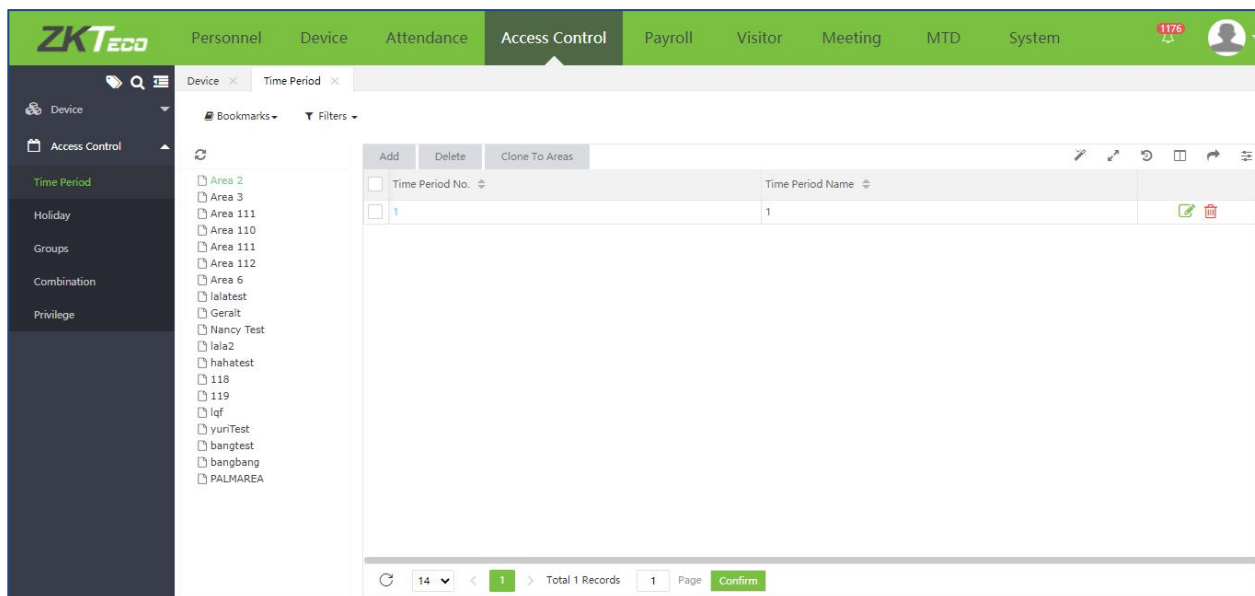 ZKTeco Personnel Device Attendance Access Control Payroll Visitor Meeting MTD System 1176
Device Time Period
Device
Bookmarks Filters
Access Control
Add Delete Clone To Areas
Time Period
Time Period No. Time Period Name
1 1
Holiday
Groups
Combination
Privilege
Area 2
Area 3
Area 111
Area 110
Area 111
Area 112
Area 6
lalatest
Geralt
Nancy Test
lala2
hahatest
118
119
lqf
yuriTest
bangtest
bangbang
PALMAREA
14 < 1 > Total 1 Records 1 Page Confirm